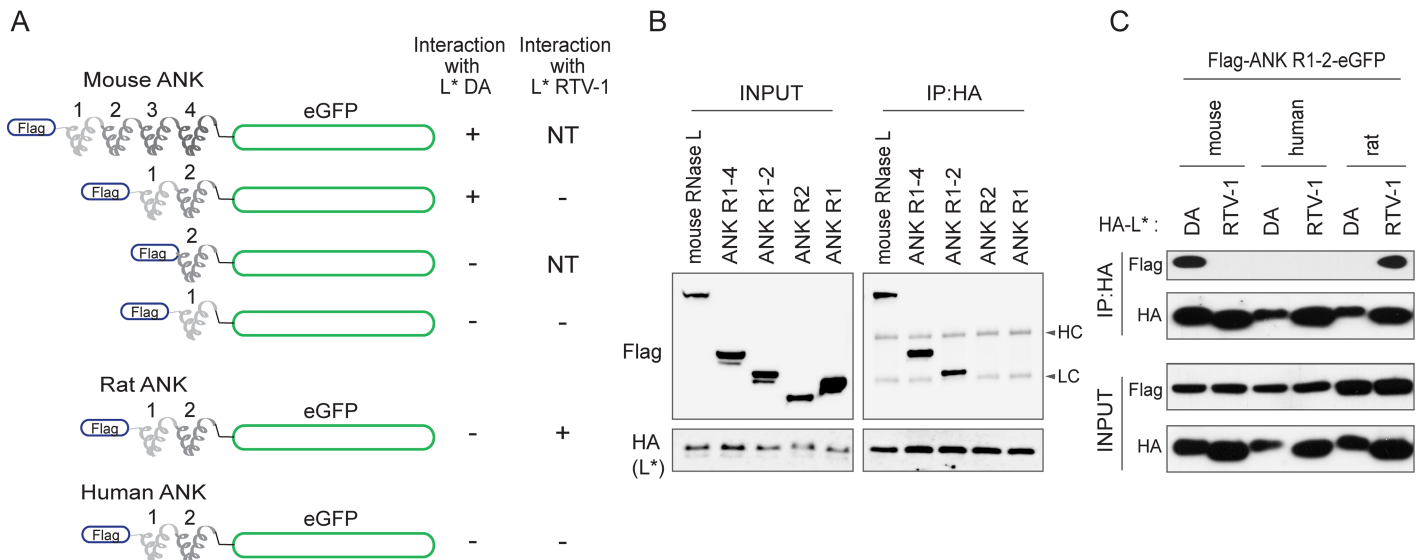 A
Interaction with L* DA
Interaction with L* RTV-1
Mouse ANK
1 2 3 4
eGFP
Flag
+ NT
1 2
Flag
+ -
2
Flag
- NT
1
Flag
- -
Rat ANK
1 2
eGFP
Flag
- +
Human ANK
1 2
eGFP
Flag
- -
B
INPUT
IP:HA
mouse RNase L
ANK R1-4
ANK R1-2
ANK R2
ANK R1
mouse RNase L
ANK R1-4
ANK R1-2
ANK R2
ANK R1
Flag
HC
LC
HA
(L*)
C
Flag-ANK R1-2-eGFP
mouse
human
rat
HA-L* :
DA
RTV-1
DA
RTV-1
DA
RTV-1
IP:HA
Flag
HA
INPUT
Flag
HA